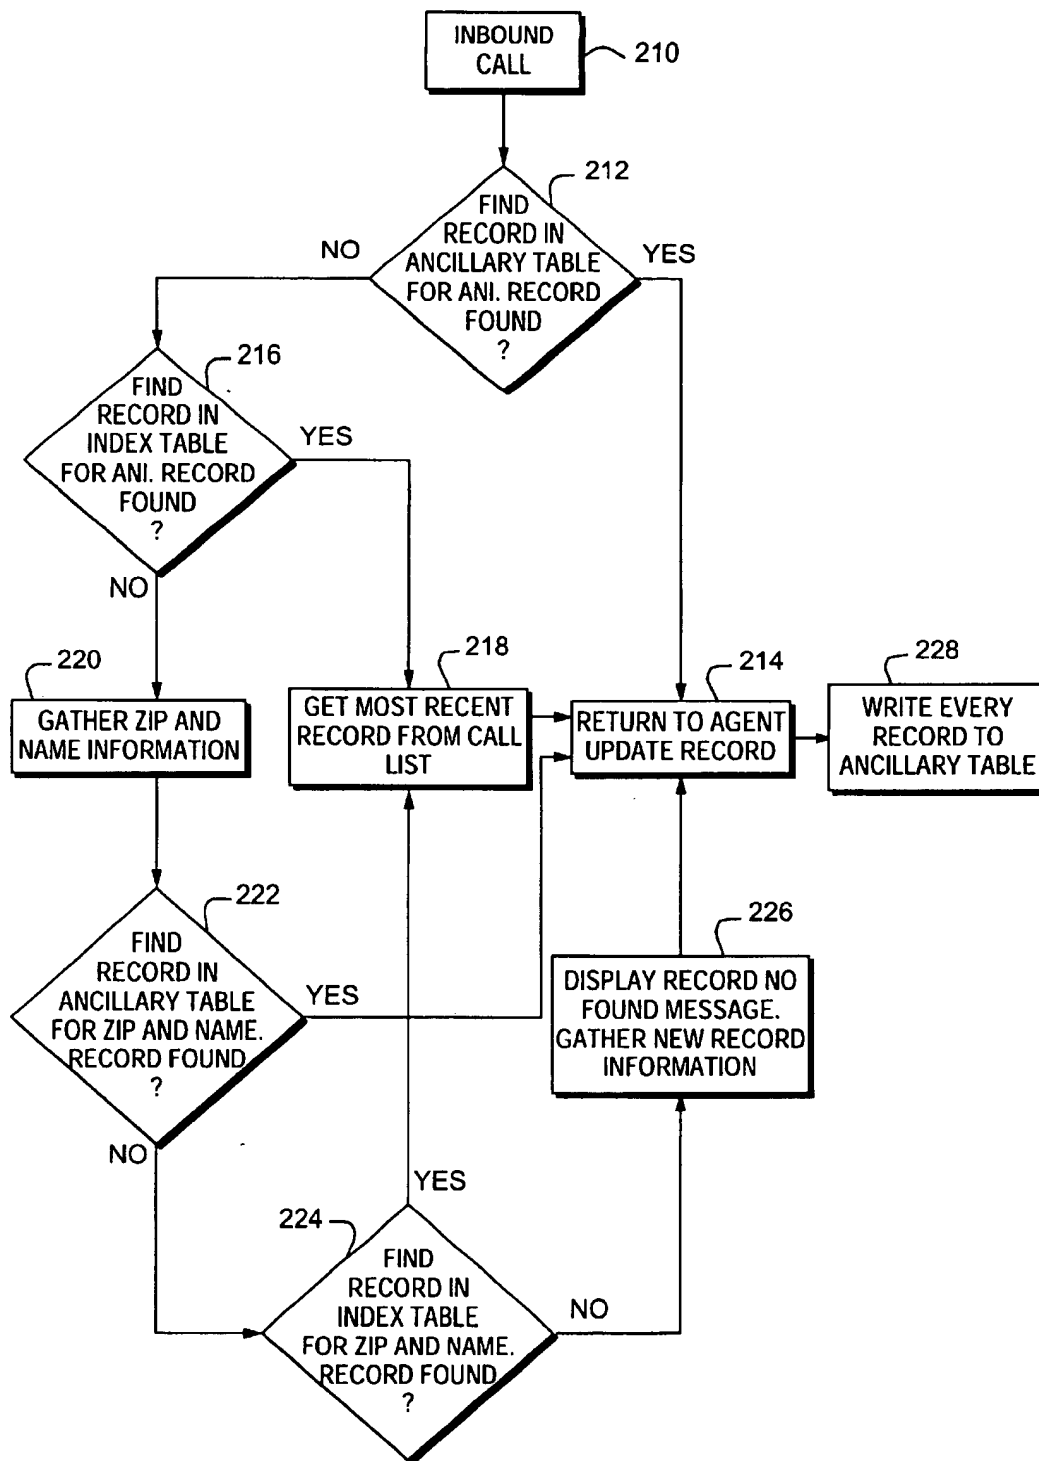 INBOUND
CALL
210
212
FIND
RECORD IN
ANCILLARY TABLE
FOR ANI. RECORD
FOUND
?
NO
YES
216
FIND
RECORD IN
INDEX TABLE
FOR ANI. RECORD
FOUND
?
YES
NO
220
GATHER ZIP AND
NAME INFORMATION
218
GET MOST RECENT
RECORD FROM CALL
LIST
214
RETURN TO AGENT
UPDATE RECORD
228
WRITE EVERY
RECORD TO
ANCILLARY TABLE
222
FIND
RECORD IN
ANCILLARY TABLE
FOR ZIP AND NAME.
RECORD FOUND
?
YES
NO
226
DISPLAY RECORD NO
FOUND MESSAGE.
GATHER NEW RECORD
INFORMATION
YES
224
FIND
RECORD IN
INDEX TABLE
FOR ZIP AND NAME.
RECORD FOUND
?
NO